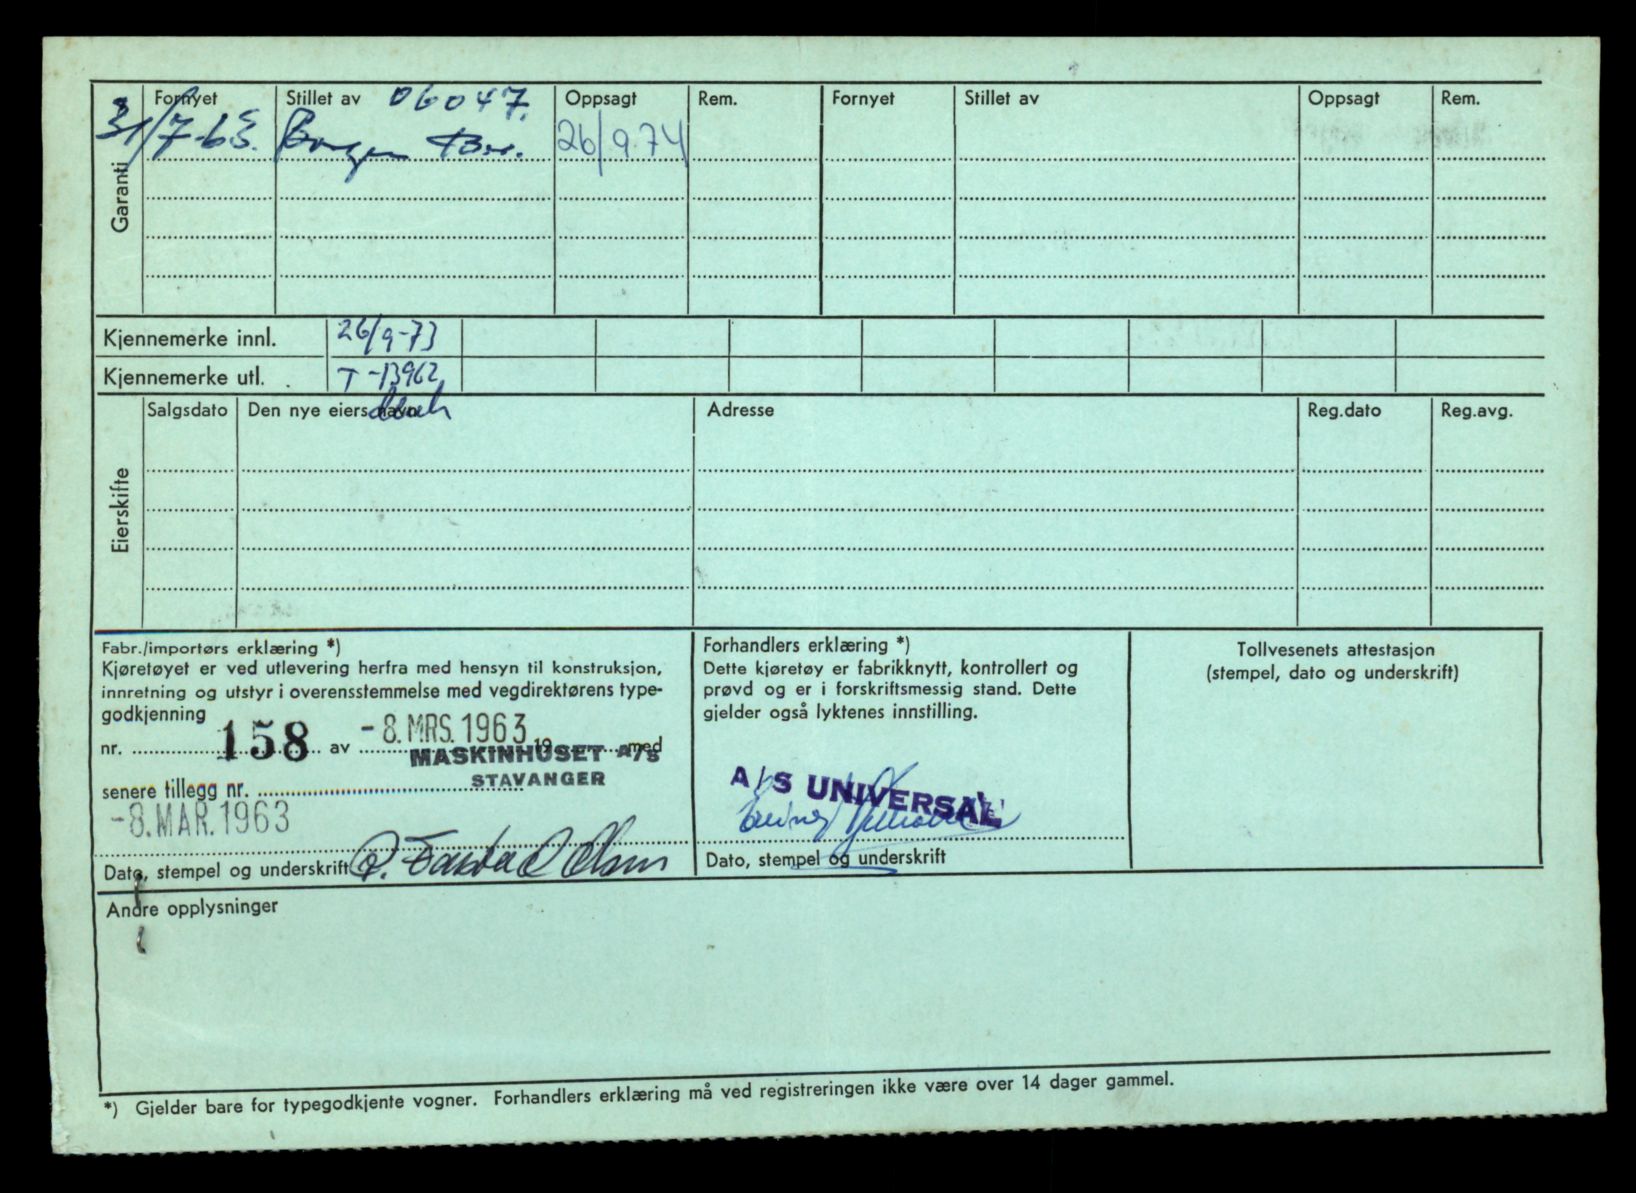 Garanti
Fornyet Stillet av 06047. Oppsagt Rem. Fornyet Stillet av Oppsagt Rem.
31/7-63. Borgen Br. 26/9-74
Kjennemerke innl. 26/9-73
Kjennemerke utl. T-13962
Eierskifte
Salgsdato Den nye eiers navn Adresse Reg.dato Reg.avg.
Fabr./importørs erklæring *)
Kjøretøyet er ved utlevering herfra med hensyn til konstruksjon,
innretning og utstyr i overensstemmelse med vegdirektørens type-
godkjenning
nr. 158 av -8. MRS. 1963 19 med
MASKINHUSET A/S
STAVANGER
senere tillegg nr.
-8. MAR. 1963
Dato, stempel og underskrift
Forhandlers erklæring *)
Dette kjøretøy er fabrikknytt, kontrollert og
prøvd og er i forskriftsmessig stand. Dette
gjelder også lyktenes innstilling.
A/S UNIVERSAL
Dato, stempel og underskrift
Tollvesenets attestasjon
(stempel, dato og underskrift)
Andre opplysninger
*) Gjelder bare for typegodkjente vogner. Forhandlers erklæring må ved registreringen ikke være over 14 dager gammel.